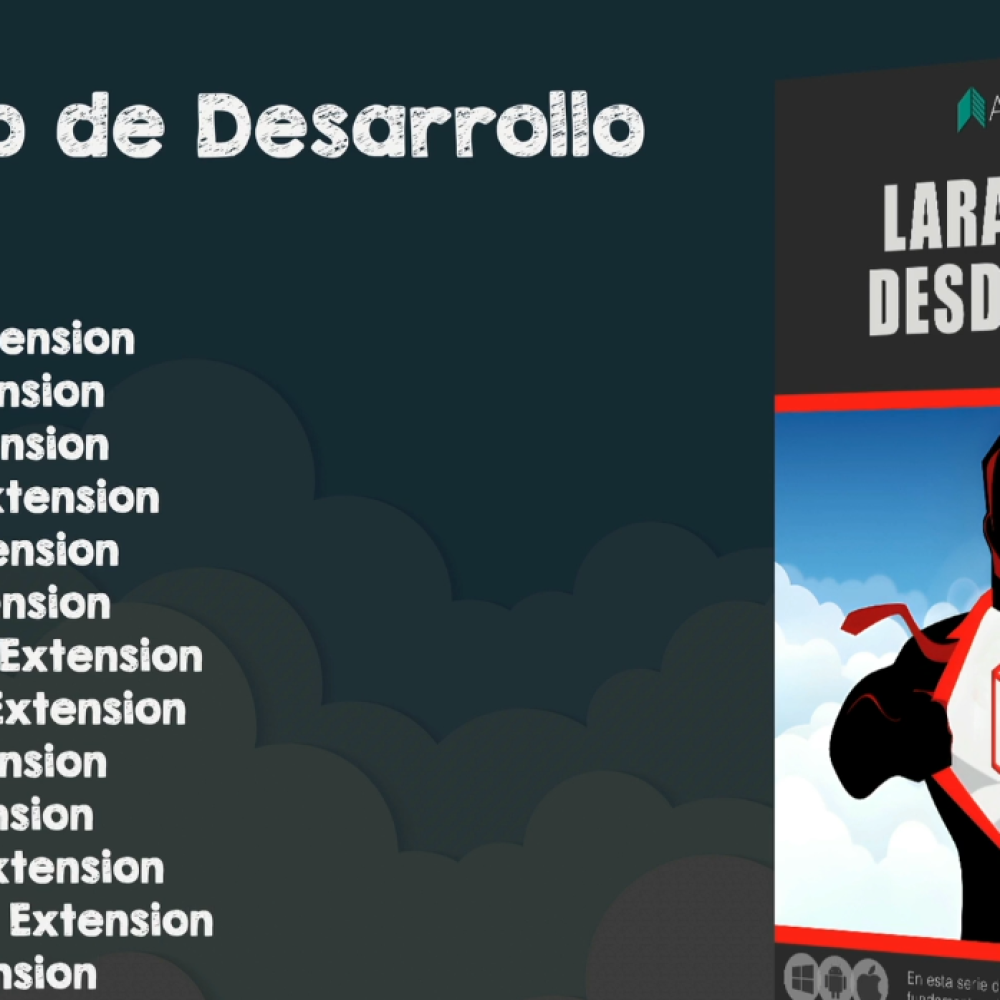 o de Desarrollo
ension
nsion
nsion
xtension
ension
nsion
Extension
Extension
nsion
nsion
xtension
Extension
nsion
A
LARA
DESD
En esta serie d